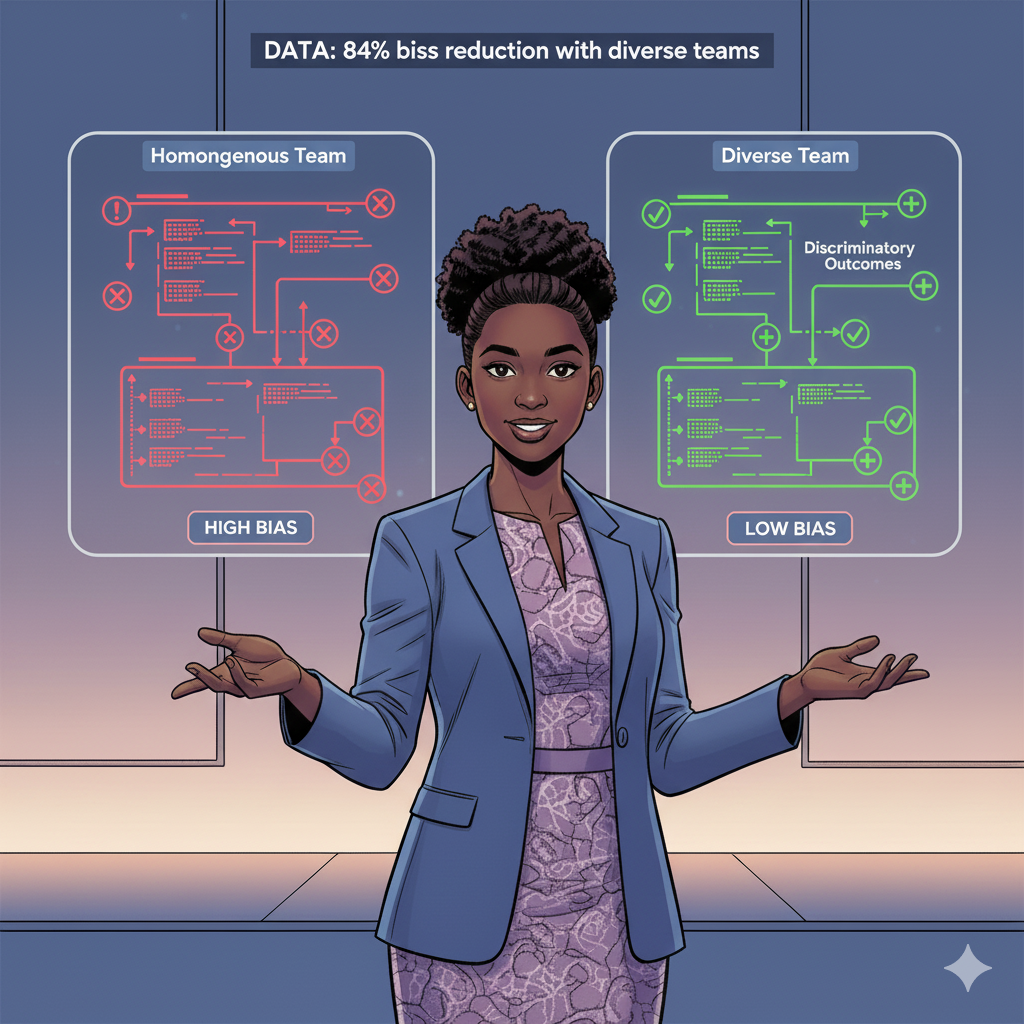 DATA: 84% biss reduction with diverse teams
Homongenous Team
HIGH BIAS
Diverse Team
Discriminatory
Outcomes
LOW BIAS